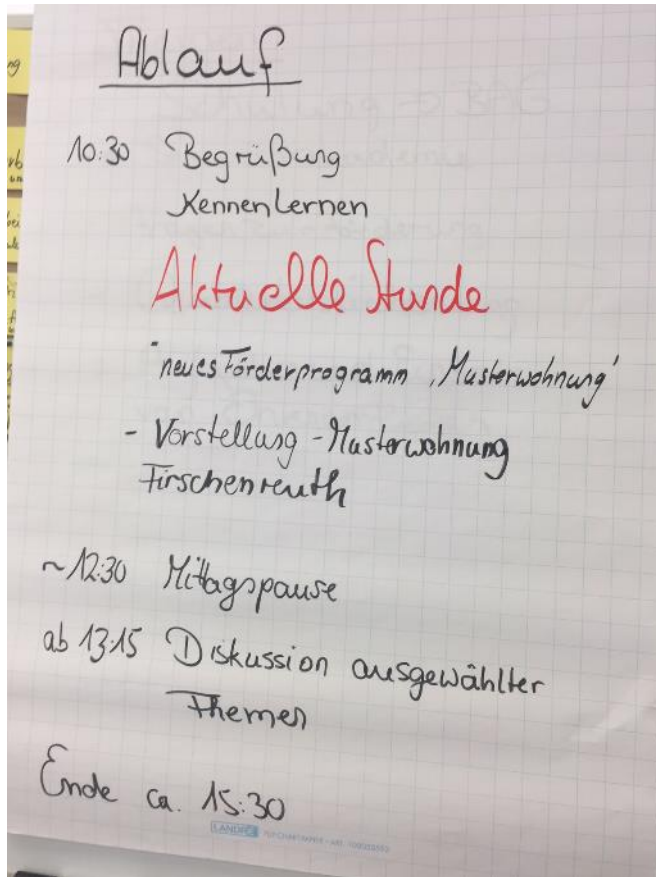 Ablauf
10:30 Begrüßung
Kennenlernen
Aktuelle Stunde
- neues Förderprogramm ‚Musterwohnung'
- Vorstellung - Musterwohnung
Tirschenreuth
~12:30 Mittagspause
ab 13:15 Diskussion ausgewählter
Themen
Ende ca. 15:30
LANDRÉ